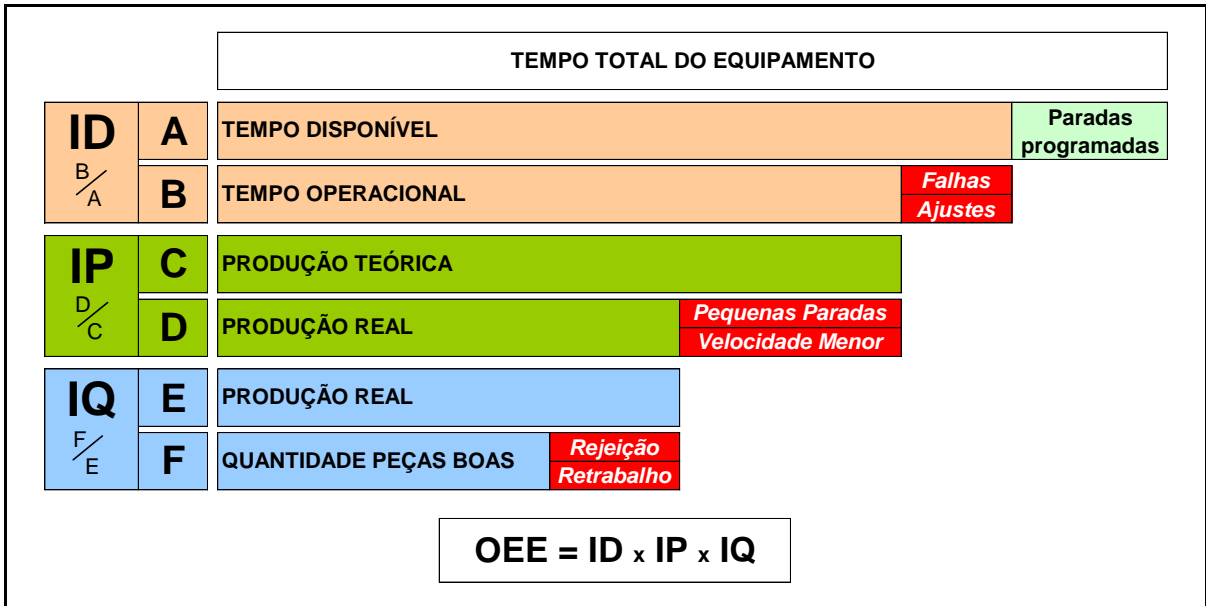 TEMPO TOTAL DO EQUIPAMENTO
ID
B/A
A
TEMPO DISPONÍVEL
Paradas
programadas
B
TEMPO OPERACIONAL
Falhas
Ajustes
IP
D/C
C
PRODUÇÃO TEÓRICA
D
PRODUÇÃO REAL
Pequenas Paradas
Velocidade Menor
IQ
F/E
E
PRODUÇÃO REAL
F
QUANTIDADE PEÇAS BOAS
Rejeição
Retrabalho
OEE = ID x IP x IQ